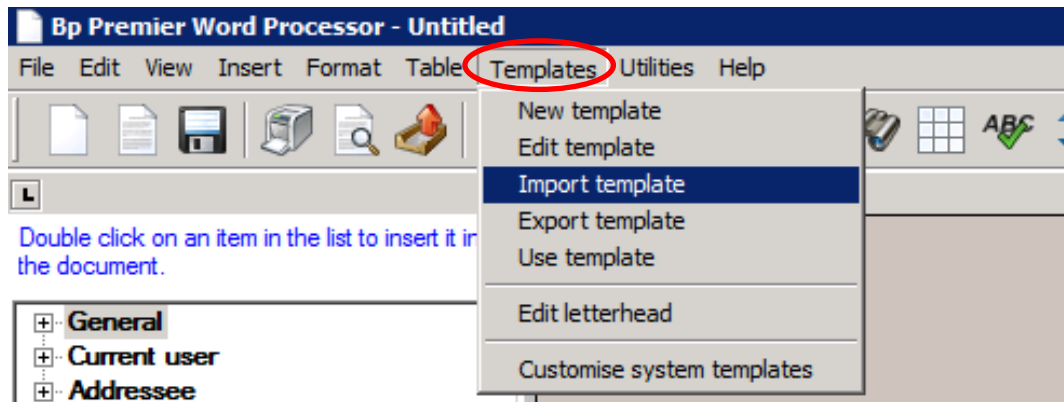 Bp Premier Word Processor - Untitled
File Edit View Insert Format Table Templates Utilities Help
New template
Edit template
ABC
Import template
Export template
Use template
Edit letterhead
Customise system templates
L
Double click on an item in the list to insert it in
the document.
General
Current user
Addressee